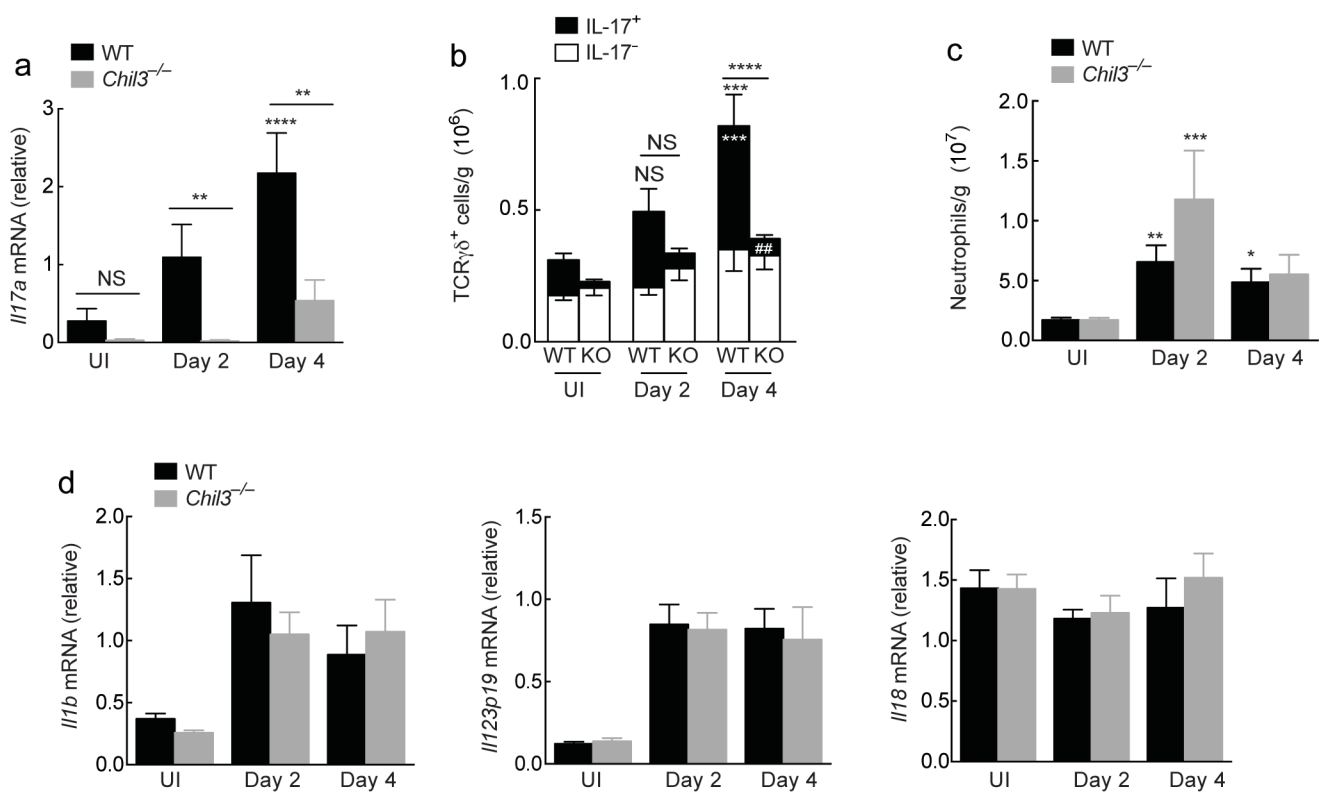 a
WT
Chil3–/–
Il17a mRNA (relative)
3
2
1
0
NS
**
****
**
UI
Day 2
Day 4
b
IL-17+
IL-17-
TCRγδ+ cells/g (106)
1.0
0.5
0.0
NS
NS
****
***
***
##
WT KO WT KO WT KO
UI
Day 2
Day 4
c
WT
Chil3–/–
Neutrophils/g (107)
2.0
1.5
1.0
5.0
0.0
**
***
*
UI
Day 2
Day 4
d
WT
Chil3–/–
Il1b mRNA (relative)
2.0
1.5
1.0
0.5
0.0
UI
Day 2
Day 4
Il123p19 mRNA (relative)
1.5
1.0
0.5
0.0
UI
Day 2
Day 4
Il18 mRNA (relative)
2.0
1.5
1.0
0.5
0.0
UI
Day 2
Day 4